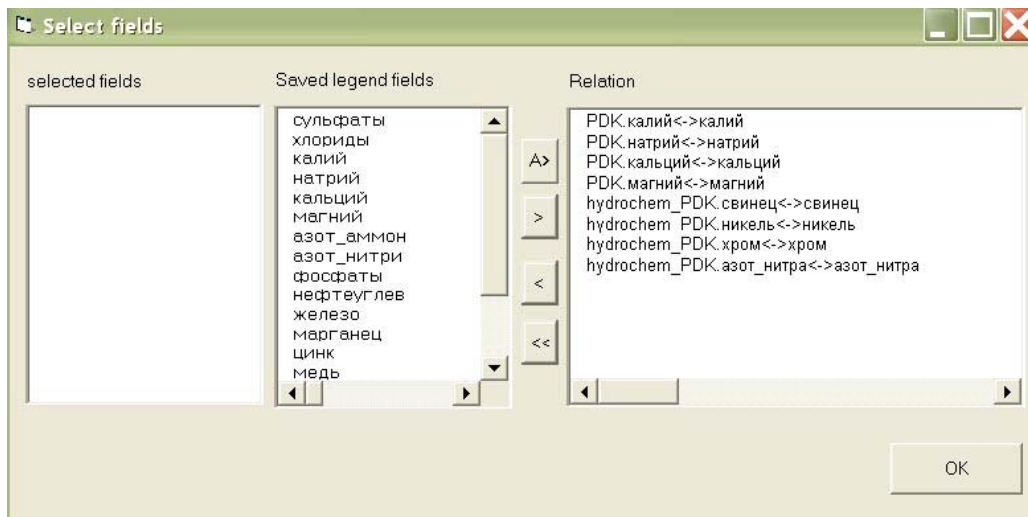 Select fields
selected fields
Saved legend fields
Relation
сульфаты
хлориды
калий
натрий
кальций
магний
азот_аммон
азот_нитри
фосфаты
нефтеуглев
железо
марганец
цинк
медь
A>
>
<
<<
PDK.калий<->калий
PDK.натрий<->натрий
PDK.кальций<->кальций
PDK.магний<->магний
hydrochem_PDK.свинец<->свинец
hydrochem_PDK.никель<->никель
hydrochem_PDK.хром<->хром
hydrochem_PDK.азот_нитра<->азот_нитра
OK